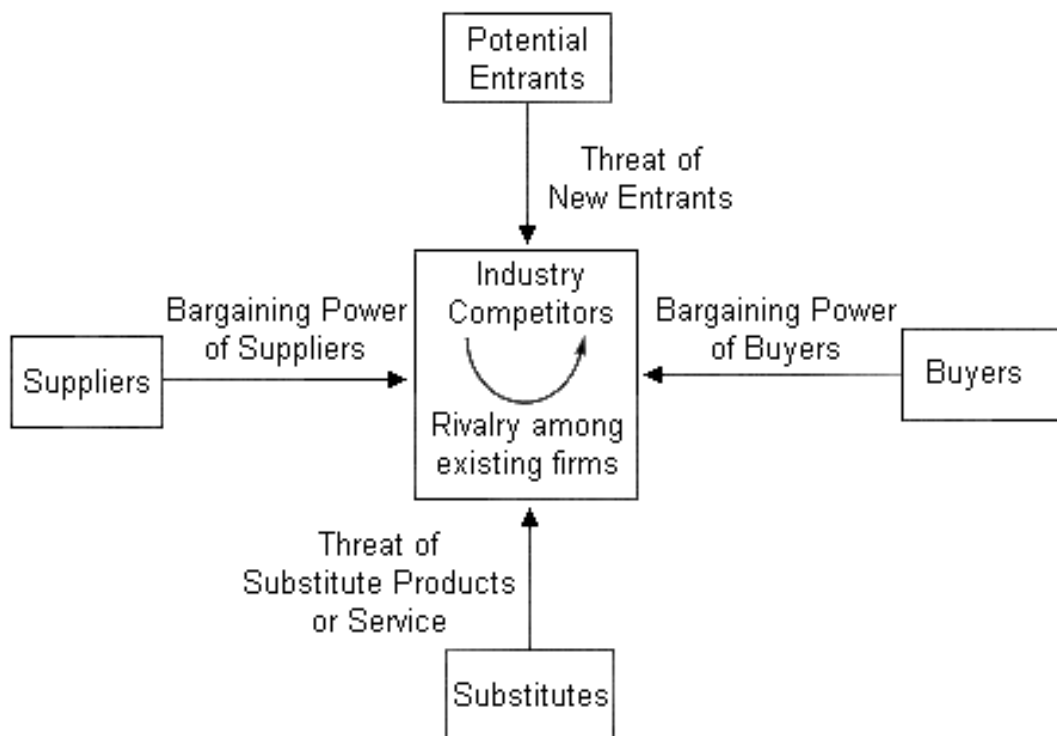 Potential
Entrants
Threat of
New Entrants
Industry
Competitors
Bargaining Power
of Suppliers
Bargaining Power
of Buyers
Suppliers
Buyers
Rivalry among
existing firms
Threat of
Substitute Products
or Service
Substitutes